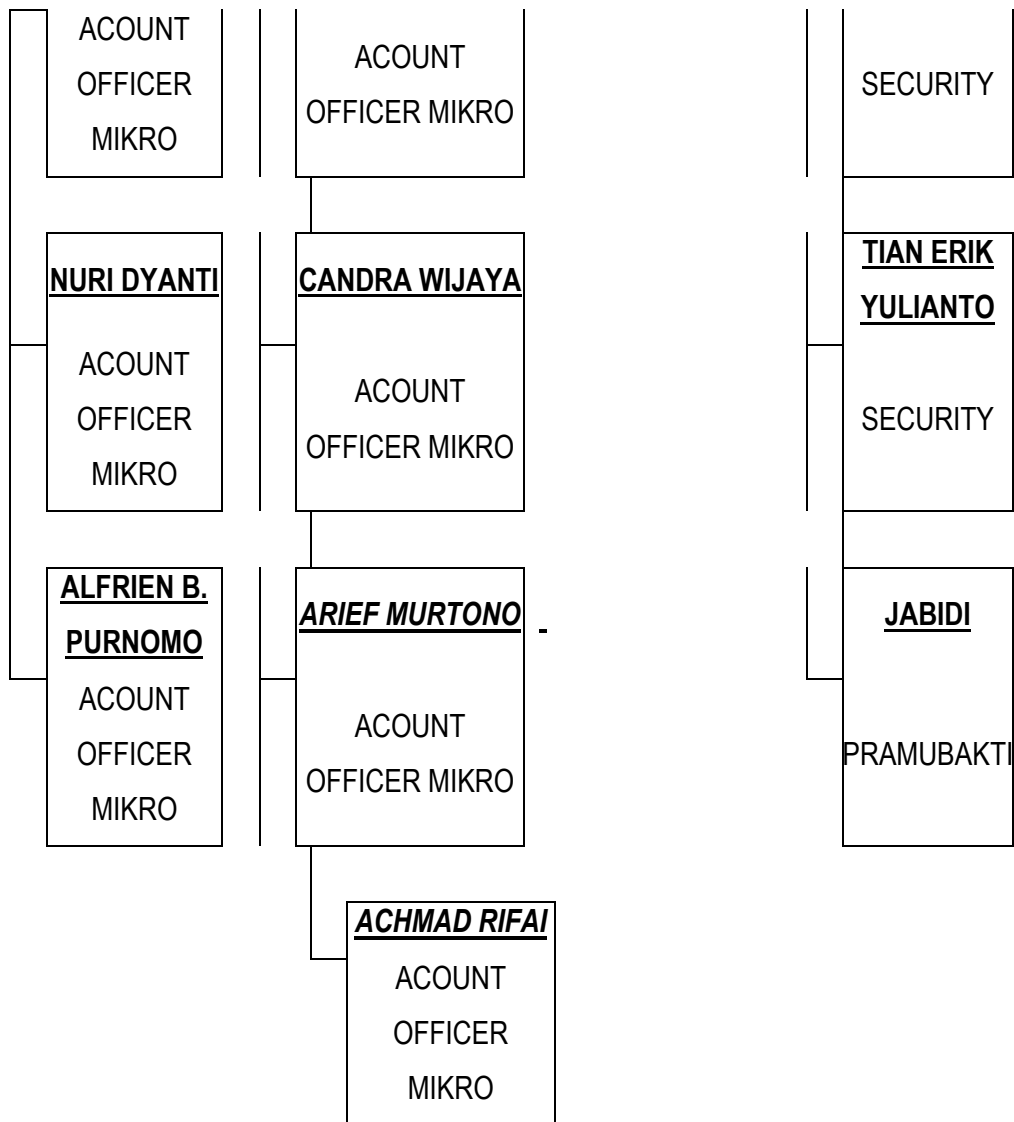 ACOUNT
OFFICER
MIKRO
ACOUNT
OFFICER MIKRO
SECURITY
NURI DYANTI
ACOUNT
OFFICER
MIKRO
CANDRA WIJAYA
ACOUNT
OFFICER MIKRO
TIAN ERIK
YULIANTO
SECURITY
ALFRIEN B.
PURNOMO
ACOUNT
OFFICER
MIKRO
ARIEF MURTONO
ACOUNT
OFFICER MIKRO
JABIDI
PRAMUBAKTI
ACHMAD RIFAI
ACOUNT
OFFICER
MIKRO